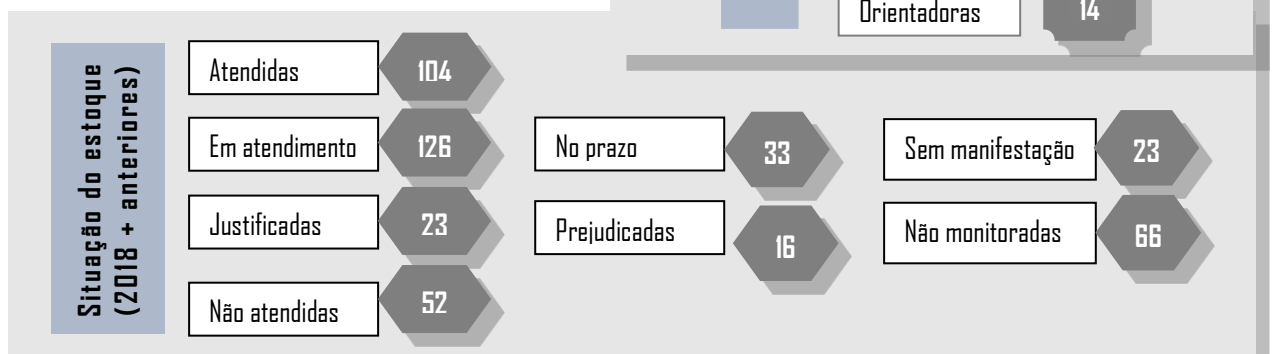 Orientadoras 14
Situação do estoque
(2018 + anteriores)
Atendidas 104
Em atendimento 126
Justificadas 23
Não atendidas 52
No prazo 33
Prejudicadas 16
Sem manifestação 23
Não monitoradas 66